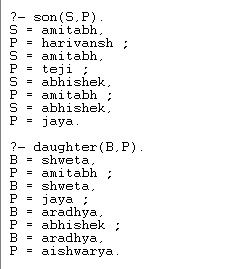 ?- son(S,P).
S = amitabh,
P = harivansh ;
S = amitabh,
P = teji ;
S = abhishek,
P = amitabh ;
S = abhishek,
P = jaya.
?- daughter(B,P).
B = shweta,
P = amitabh ;
B = shweta,
P = jaya ;
B = aradhya,
P = abhishek ;
B = aradhya,
P = aishwarya.